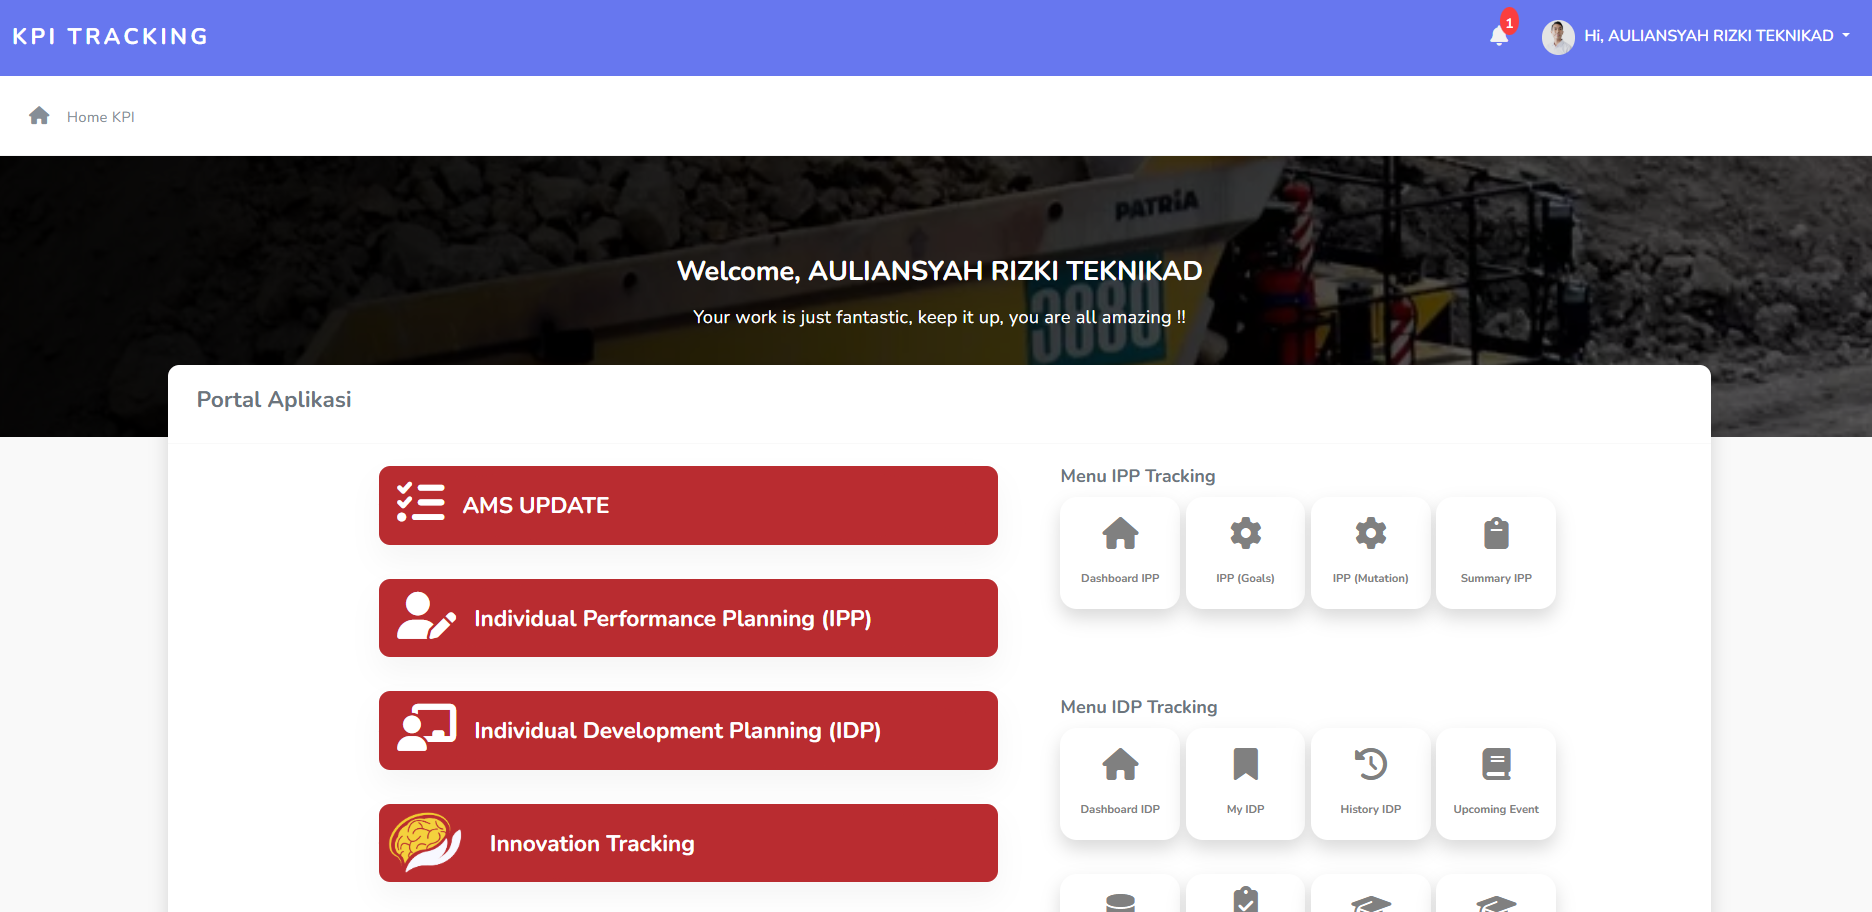 KPI TRACKING
1
Hi, AULIANSYAH RIZKI TEKNIKAD
Home KPI
PATRIA
3080
Welcome, AULIANSYAH RIZKI TEKNIKAD
Your work is just fantastic, keep it up, you are all amazing !!
Portal Aplikasi
AMS UPDATE
Individual Performance Planning (IPP)
Individual Development Planning (IDP)
Innovation Tracking
Menu IPP Tracking
Dashboard IPP
IPP (Goals)
IPP (Mutation)
Summary IPP
Menu IDP Tracking
Dashboard IDP
My IDP
History IDP
Upcoming Event